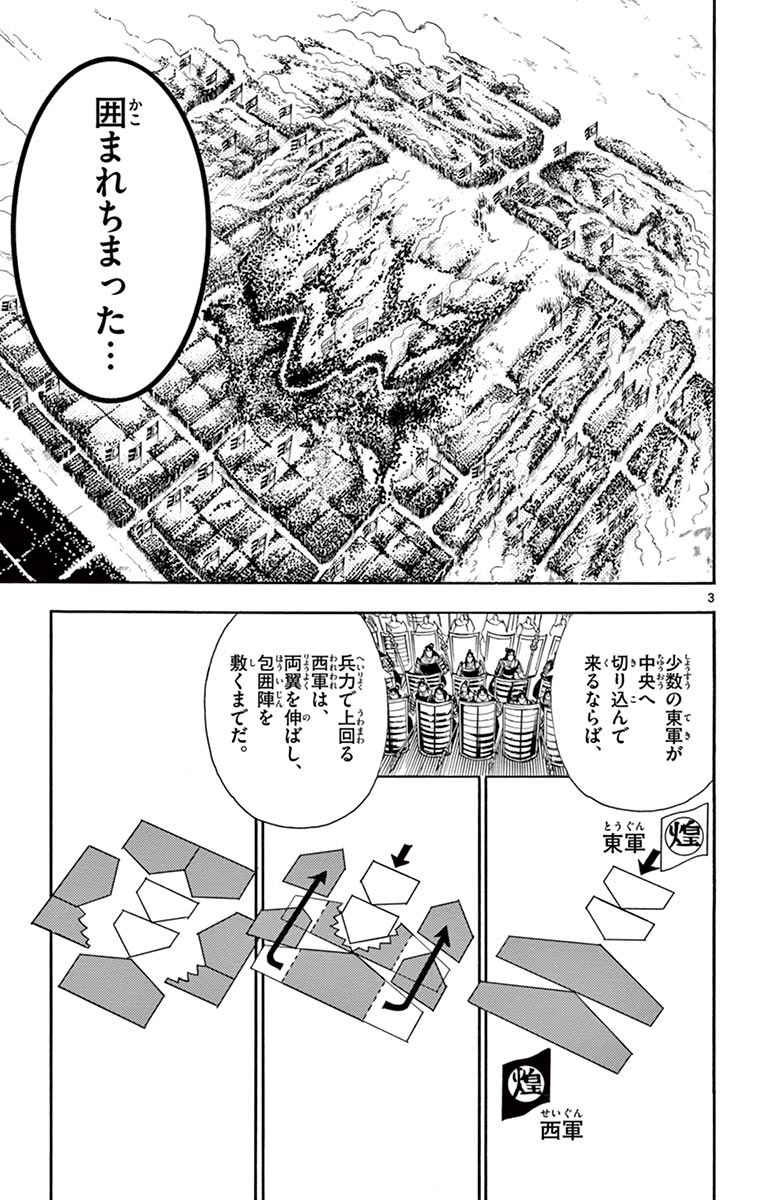 囲まれちまった…
3
少数の東軍が
中央へ
切り込んで
来るならば、
兵力で上回る
西軍は、
両翼を伸ばし、
包囲陣を
敷くまでだ。
煌
東軍
煌
西軍